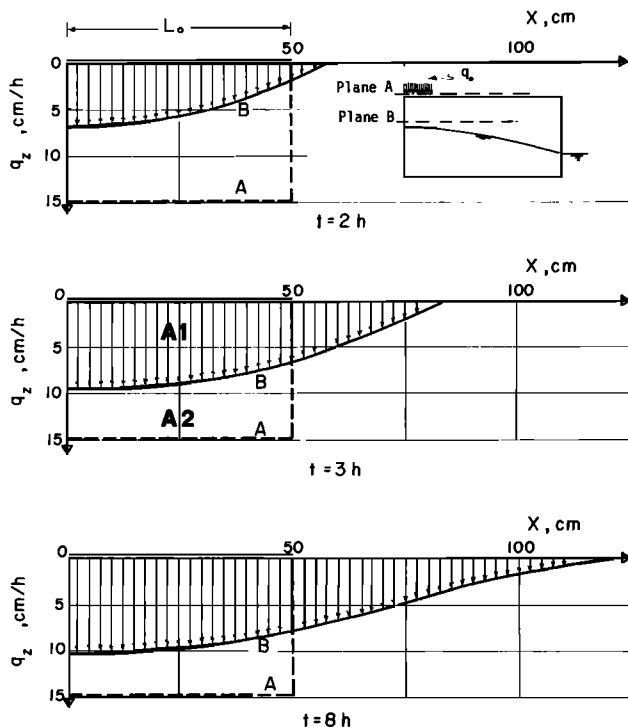 L₀
X , cm
0
50
100
5
10
15
q_z , cm/h
B
A
t = 2 h
q₀
Plane A
Plane B
X , cm
0
50
100
5
10
15
q_z , cm/h
A1
B
A2
A
t = 3 h
X , cm
0
50
100
5
10
15
q_z , cm/h
B
A
t = 8 h